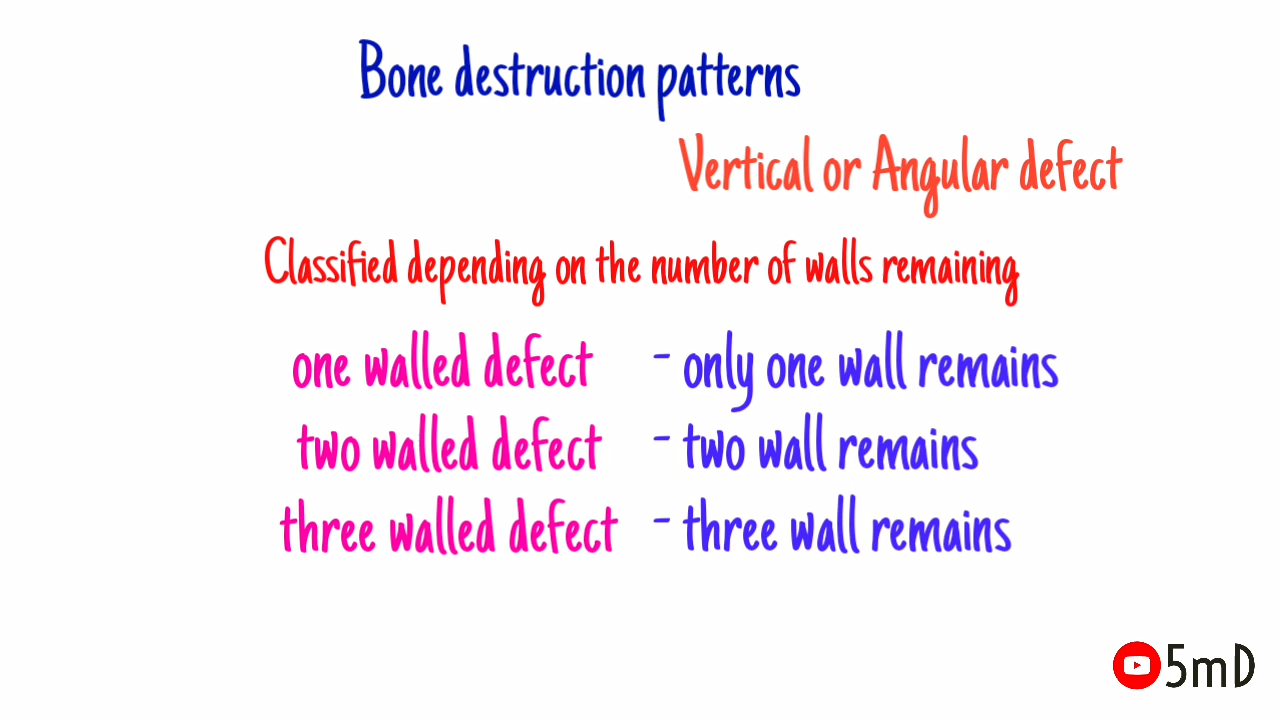 Bone destruction patterns
Vertical or Angular defect
Classified depending on the number of walls remaining
one walled defect - only one wall remains
two walled defect - two wall remains
three walled defect - three wall remains
5mD